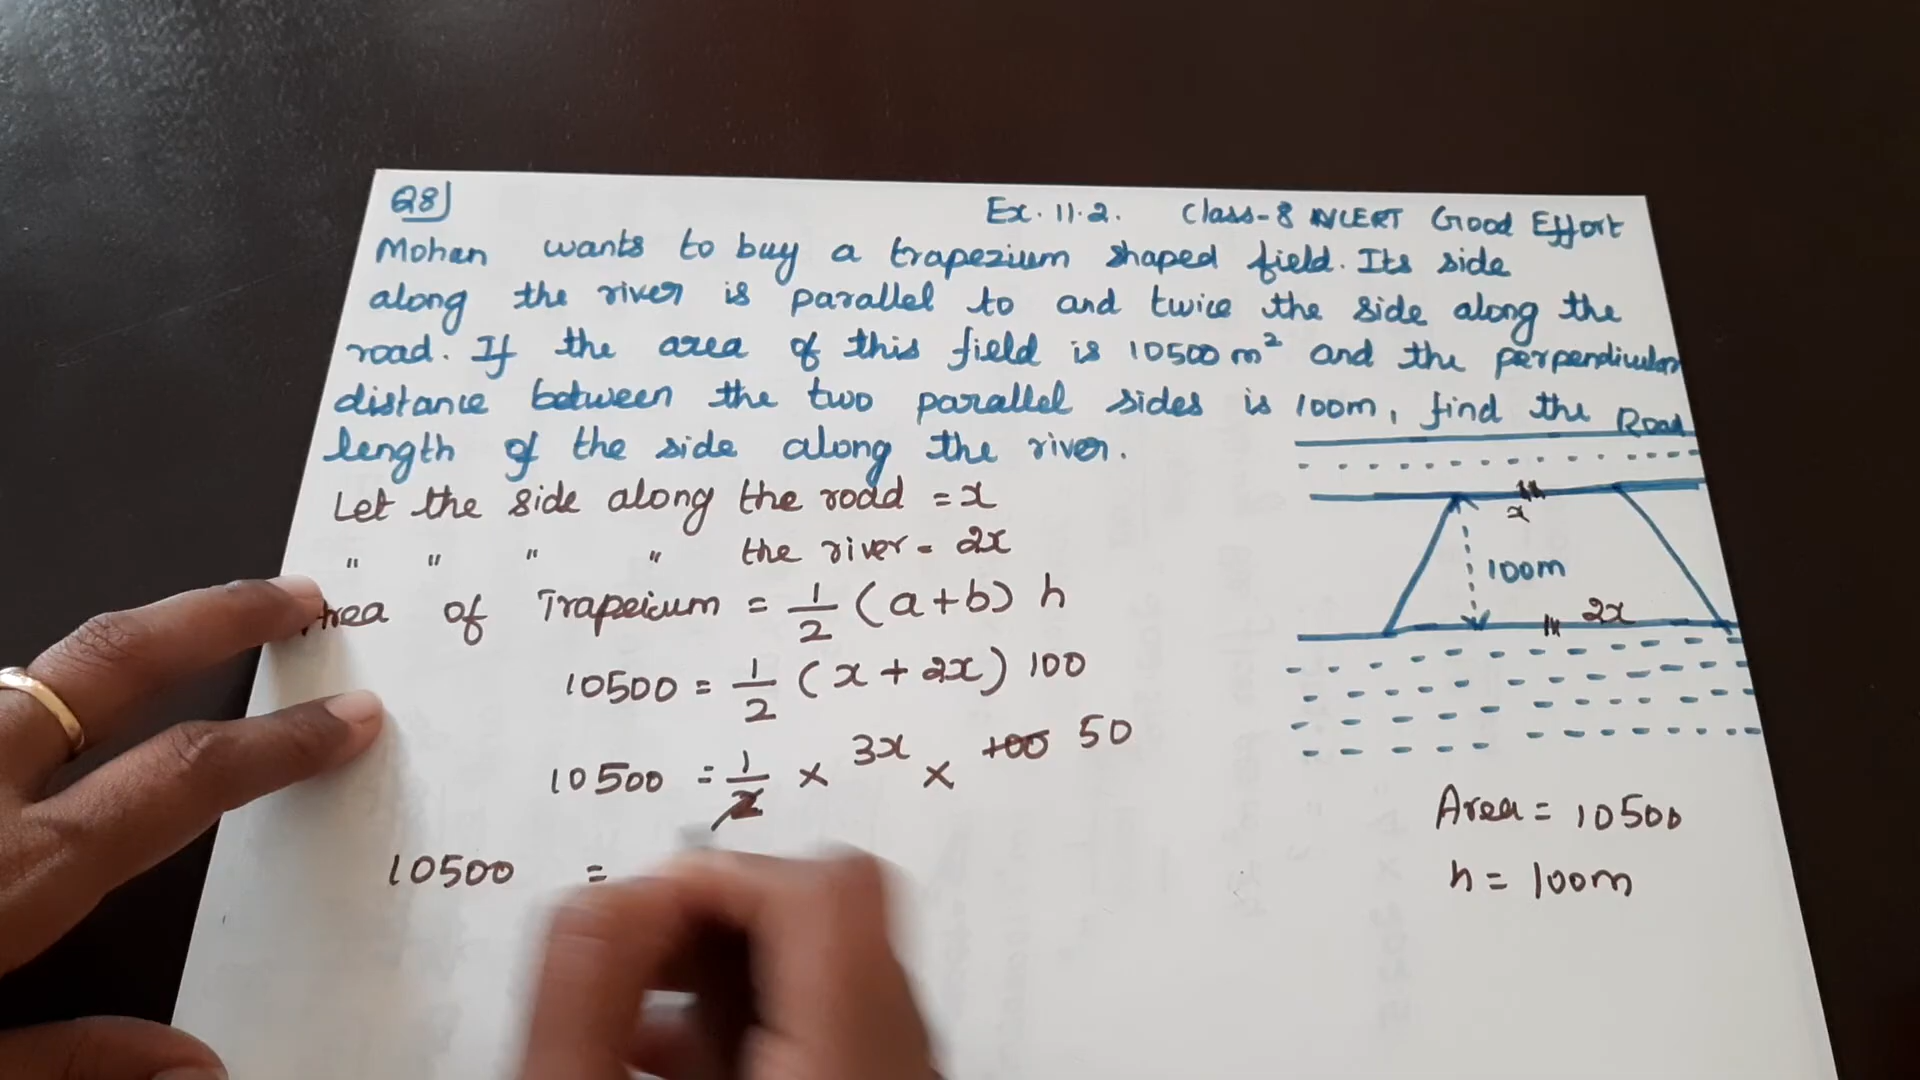 Q8)
Ex. 11.2. Class-8 NCERT Good Effort
Mohan wants to buy a trapezium shaped field. Its side
along the river is parallel to and twice the side along the
road. If the area of this field is 10500 m² and the perpendicular
distance between the two parallel sides is 100m, find the
length of the side along the river.
Road
Let the side along the road = x
" " " " the river = 2x
Area of Trapezium = 1/2 (a+b) h
10500 = 1/2 (x + 2x) 100
10500 = 1/2 × 3x × 100 50
10500 =
x
100m
2x
Area = 10500
h = 100m